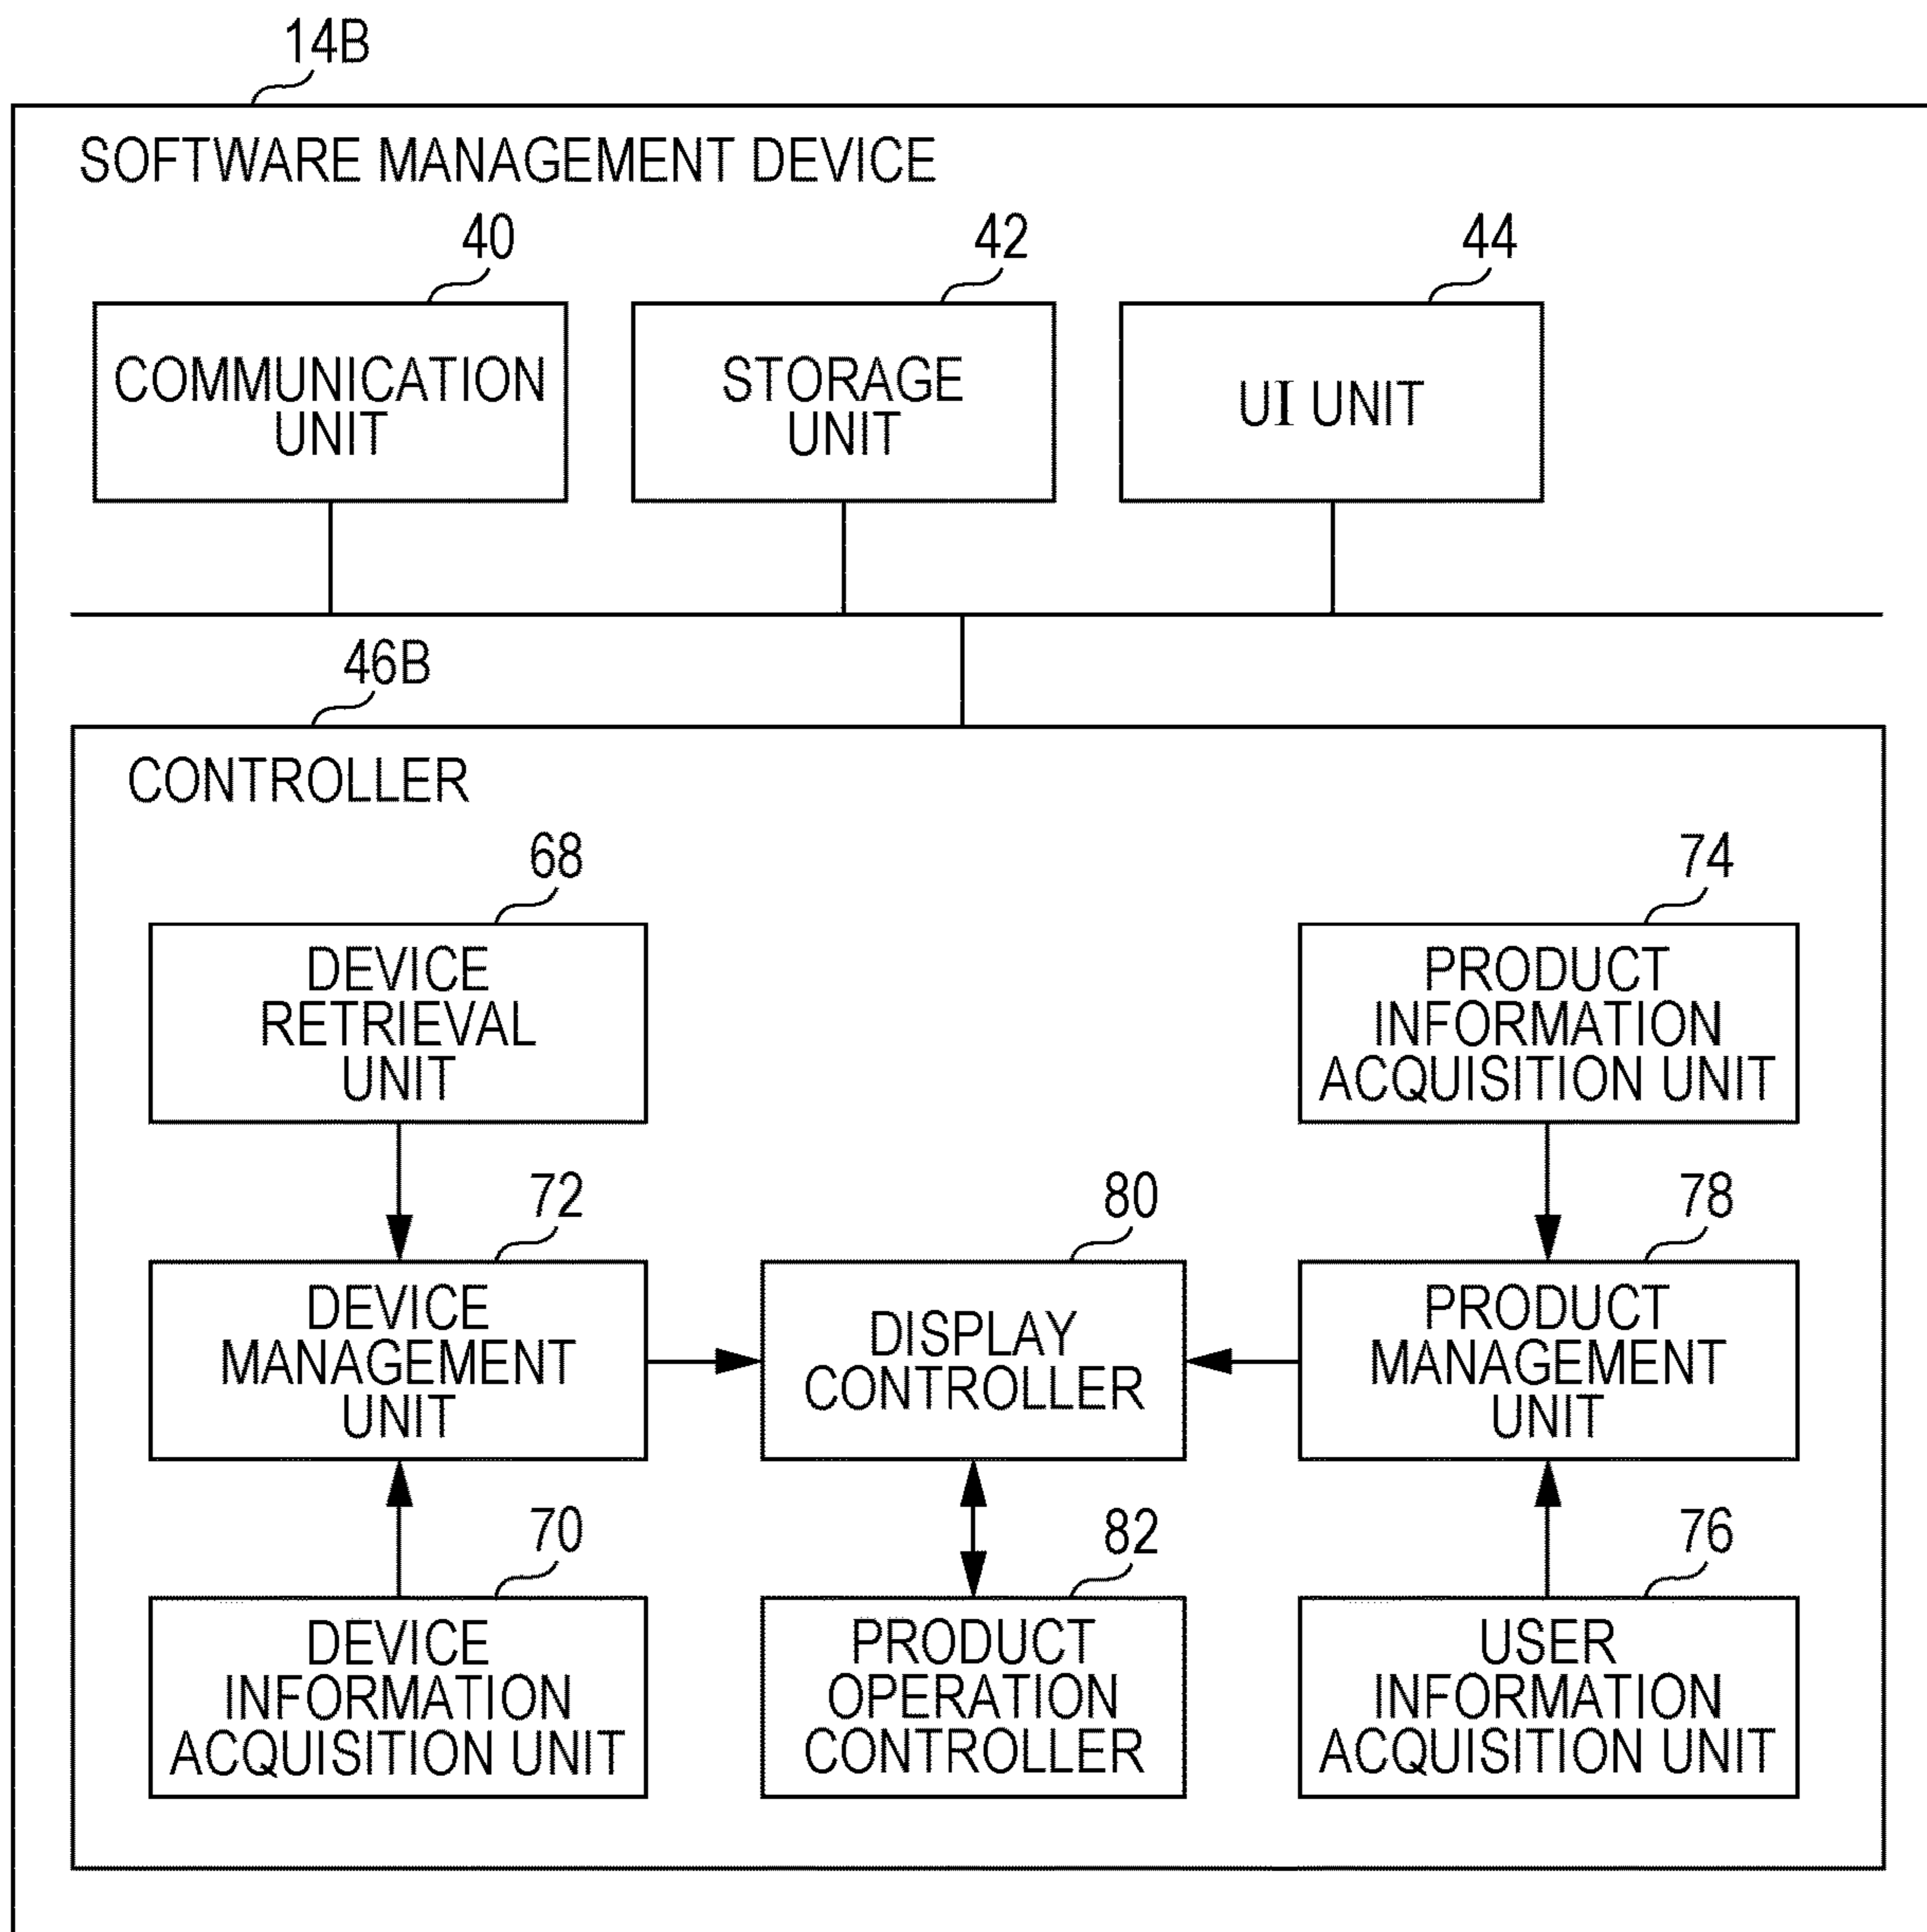 14B
SOFTWARE MANAGEMENT DEVICE
40
42
44
COMMUNICATION
UNIT
STORAGE
UNIT
UI UNIT
46B
CONTROLLER
68
74
DEVICE
RETRIEVAL
UNIT
PRODUCT
INFORMATION
ACQUISITION UNIT
72
80
78
DEVICE
MANAGEMENT
UNIT
DISPLAY
CONTROLLER
PRODUCT
MANAGEMENT
UNIT
70
82
76
DEVICE
INFORMATION
ACQUISITION UNIT
PRODUCT
OPERATION
CONTROLLER
USER
INFORMATION
ACQUISITION UNIT